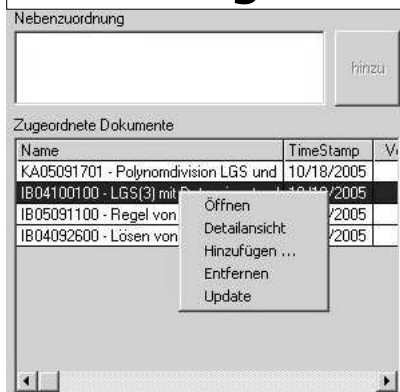 Nebenzuordnung
hinzu
Zugeordnete Dokumente
Name TimeStamp
KA05091701 - Polynomdivision LGS und 10/18/2005
IB04100100 - LGS(3) mit
IB05091100 - Regel von /2005
IB04092600 - Lösen von /2005
Öffnen
Detailansicht
Hinzufügen ...
Entfernen
Update